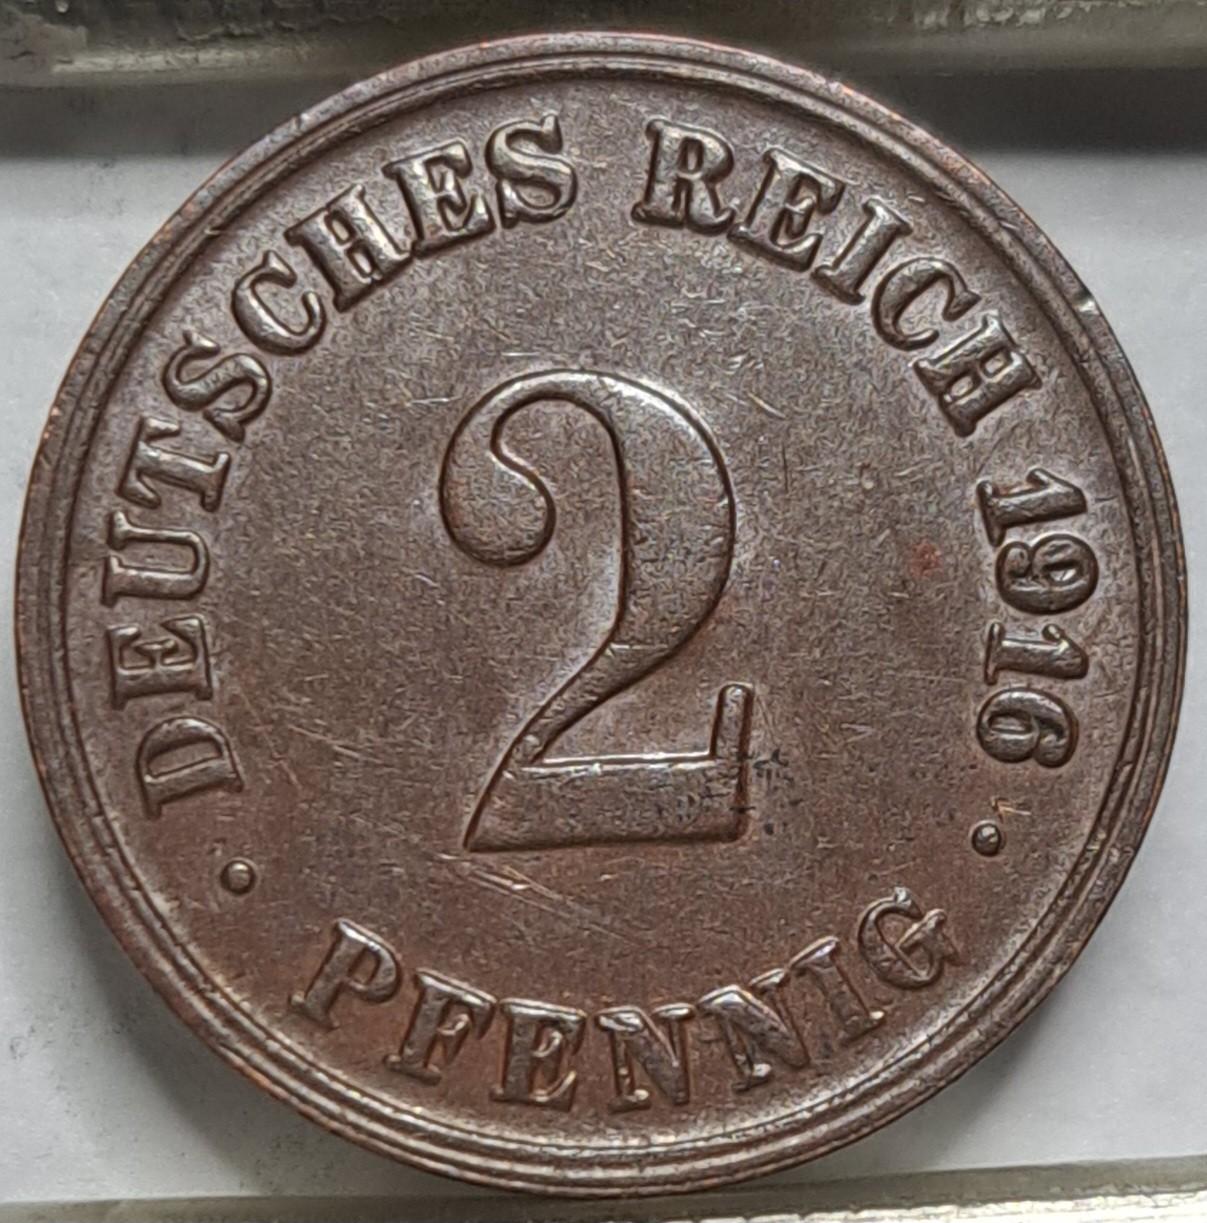 DEUTSCHES REICH 1916
2
PFENNIG